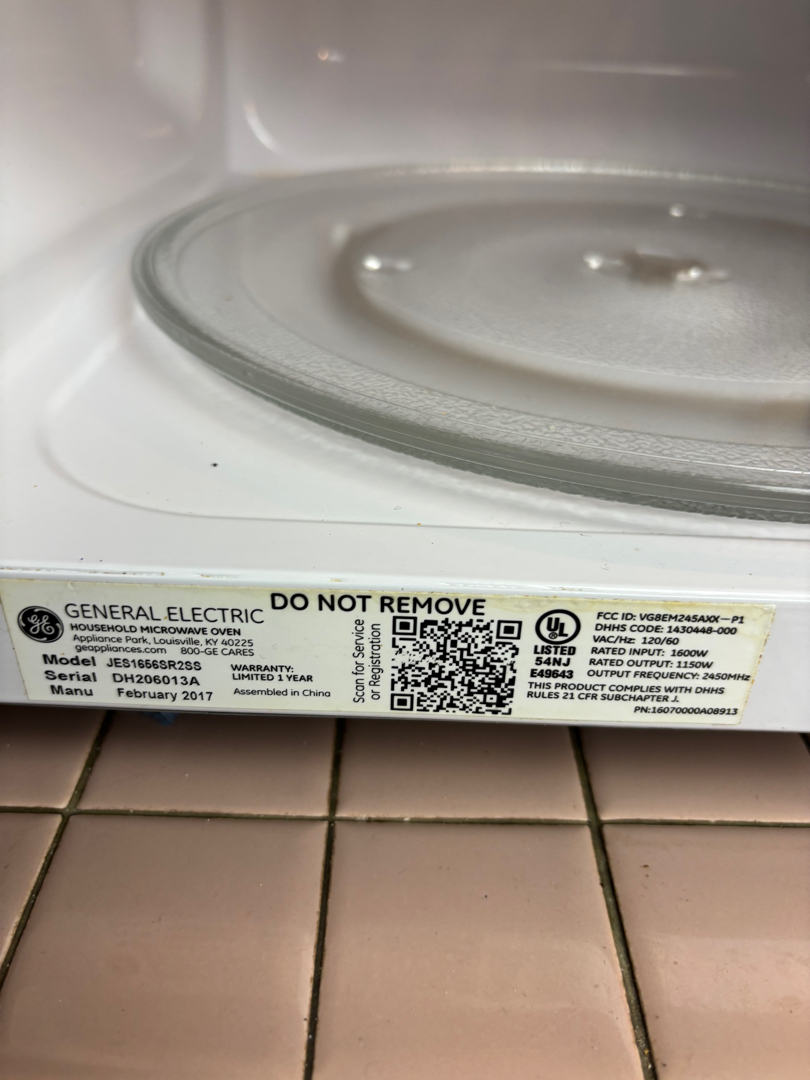 DO NOT REMOVE
GENERAL ELECTRIC
HOUSEHOLD MICROWAVE OVEN
Appliance Park, Louisville, KY 40225
geappliances.com 800-GE CARES
Model JES1656SR2SS
Serial DH206013A
Manu February 2017
WARRANTY:
LIMITED 1 YEAR
Assembled in China
Scan for Service
or Registration
UL
LISTED
54NJ
E49643
FCC ID: VG8EM245AXX-P1
DHHS CODE: 1430448-000
VAC/Hz: 120/60
RATED INPUT: 1600W
RATED OUTPUT: 1150W
OUTPUT FREQUENCY: 2450MHz
THIS PRODUCT COMPLIES WITH DHHS
RULES 21 CFR SUBCHAPTER J.
PN:16070000A08913